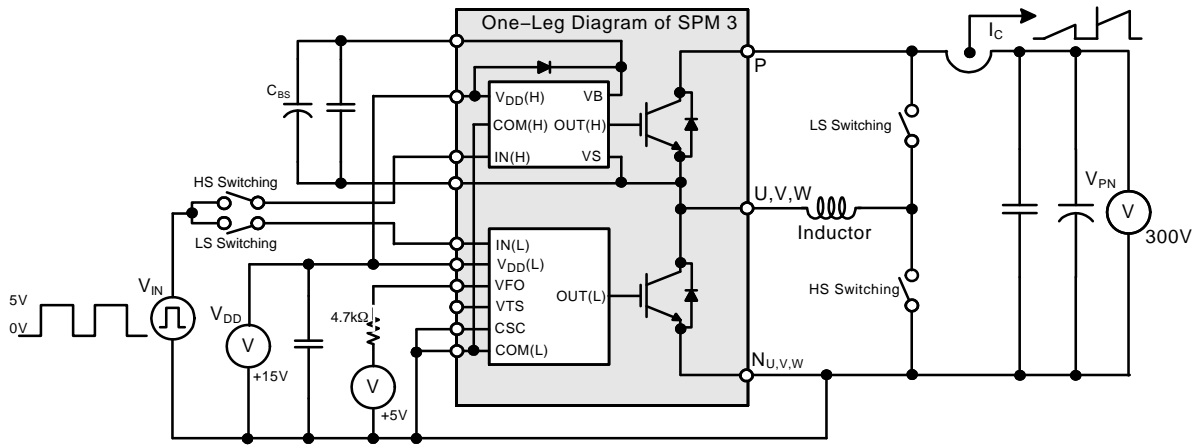 One–Leg Diagram of SPM 3
I_C
P
C_BS
V_DD(H)
VB
COM(H)
OUT(H)
LS Switching
IN(H)
VS
HS Switching
U,V,W
V_PN
V
300V
Inductor
LS Switching
IN(L)
V_DD(L)
VFO
VTS
OUT(L)
CSC
COM(L)
HS Switching
V_IN
5V
0V
V_DD
V
+15V
4.7kΩ
V
+5V
N_U,V,W